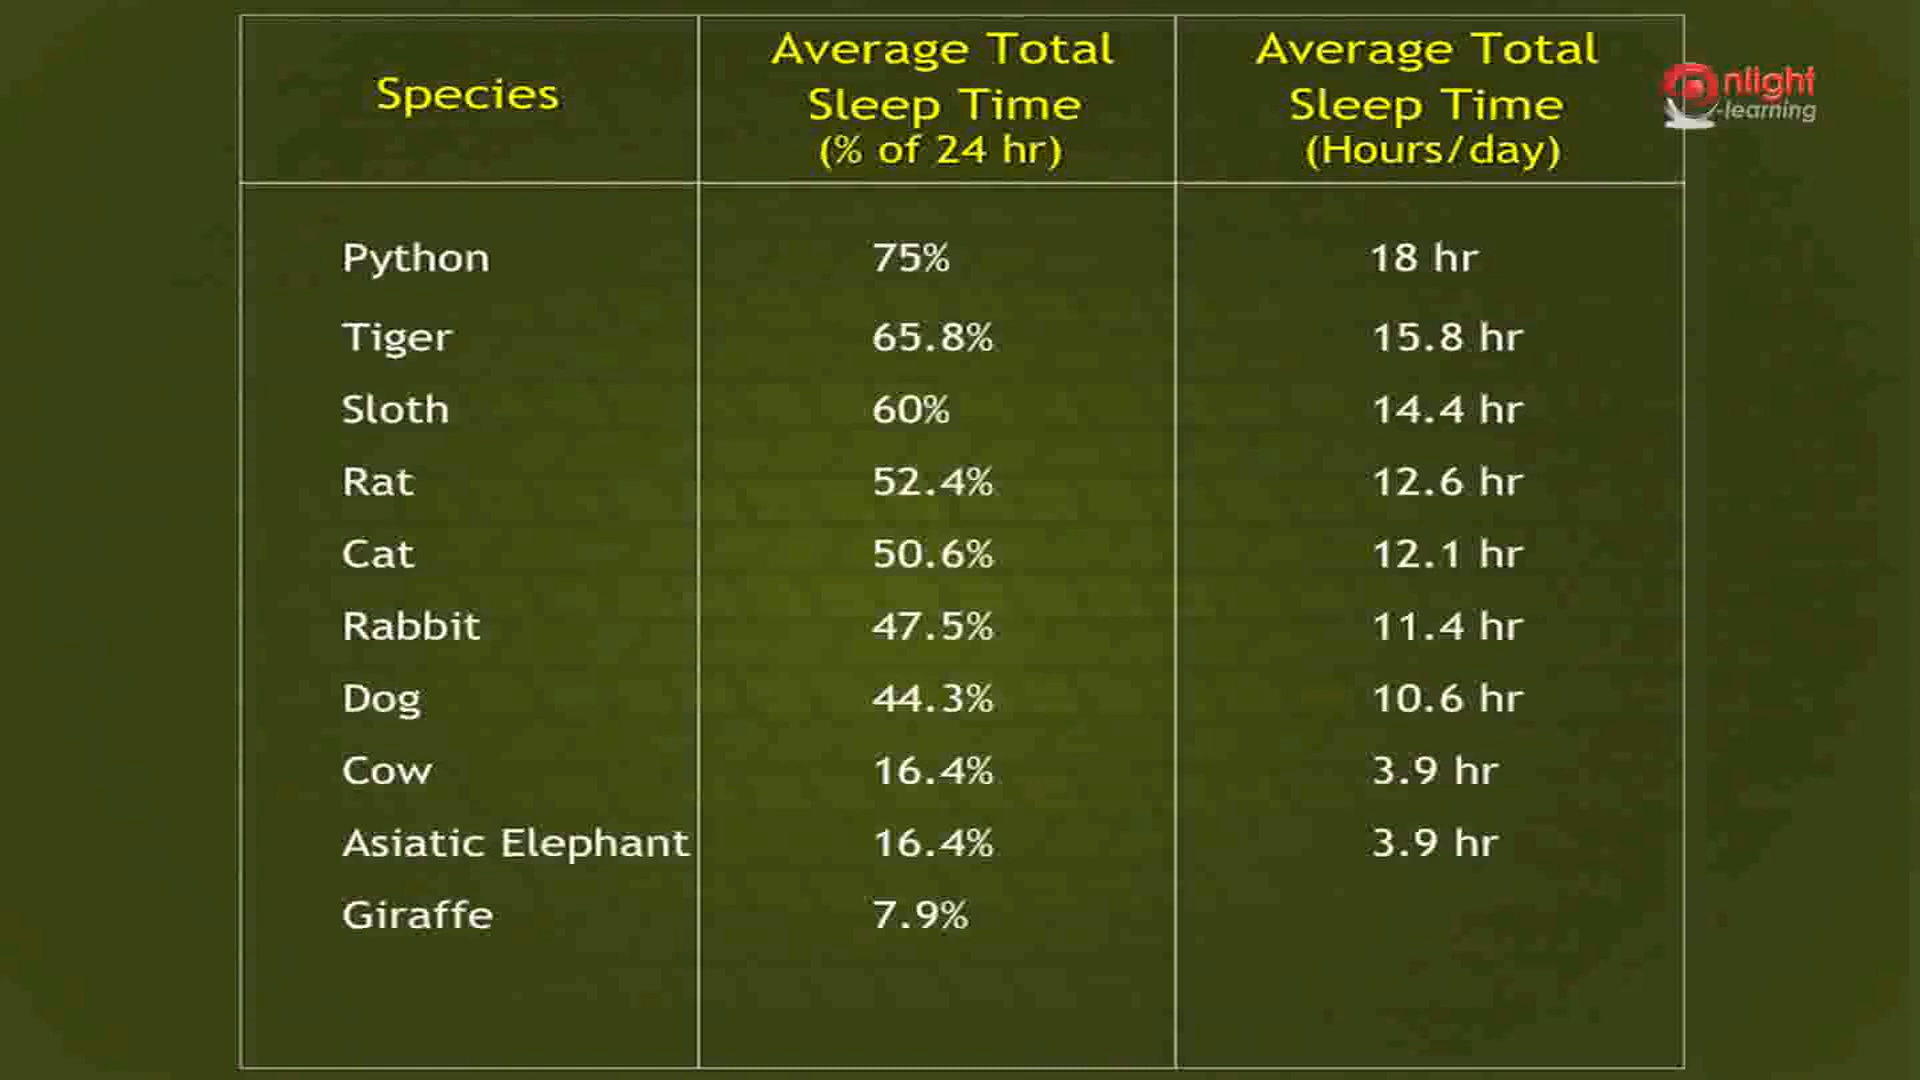 Species
Average Total
Sleep Time
(% of 24 hr)
Average Total
Sleep Time
(Hours/day)
nlight
-learning
Python 75% 18 hr
Tiger 65.8% 15.8 hr
Sloth 60% 14.4 hr
Rat 52.4% 12.6 hr
Cat 50.6% 12.1 hr
Rabbit 47.5% 11.4 hr
Dog 44.3% 10.6 hr
Cow 16.4% 3.9 hr
Asiatic Elephant 16.4% 3.9 hr
Giraffe 7.9%